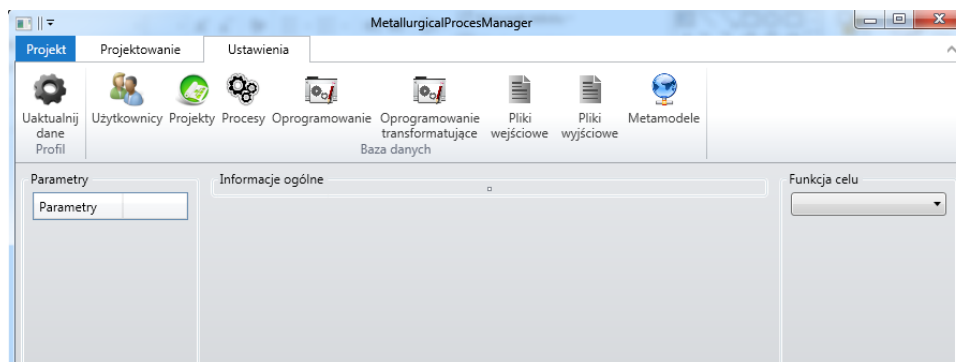 MetallurgicalProcesManager
Projekt Projektowanie Ustawienia
Uaktualnij dane Użytkownicy Projekty Procesy Oprogramowanie Oprogramowanie transformatujące Pliki wejściowe Pliki wyjściowe Metamodele
Profil Baza danych
Parametry Informacje ogólne Funkcja celu
Parametry